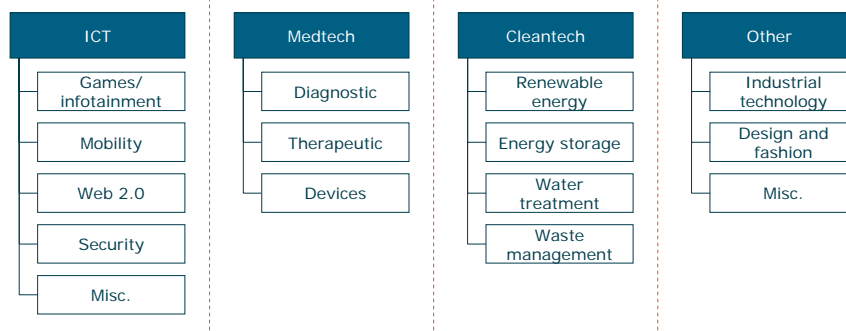 ICT
Games/
infotainment
Mobility
Web 2.0
Security
Misc.
Medtech
Diagnostic
Therapeutic
Devices
Cleantech
Renewable
energy
Energy storage
Water
treatment
Waste
management
Other
Industrial
technology
Design and
fashion
Misc.